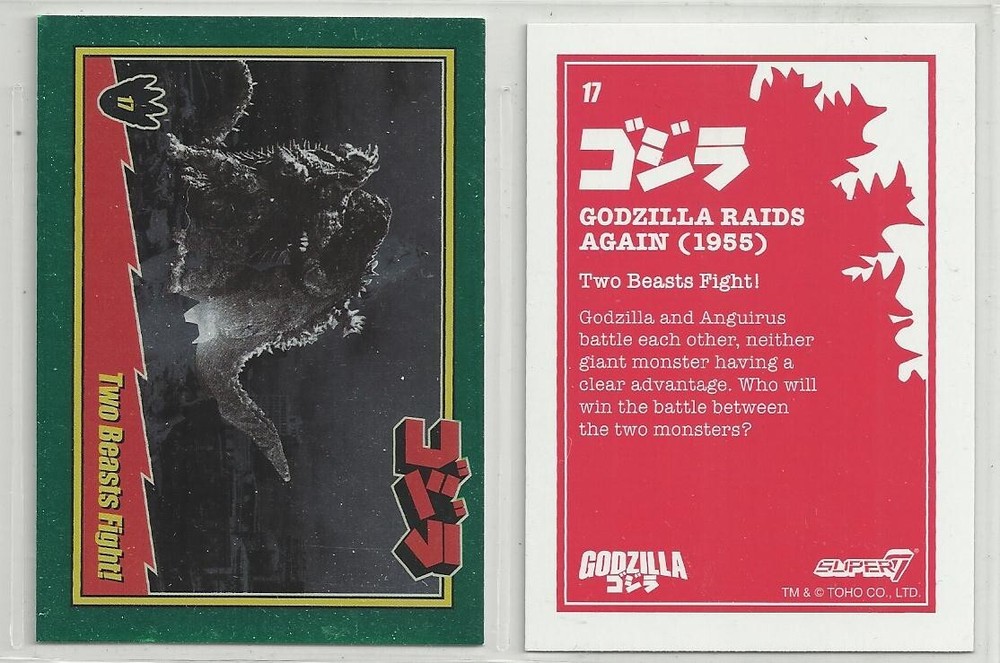 17
Two Beasts Fight!
ゴジラ
17
ゴジラ
GODZILLA RAIDS
AGAIN (1955)
Two Beasts Fight!
Godzilla and Anguirus
battle each other, neither
giant monster having a
clear advantage. Who will
win the battle between
the two monsters?
GODZILLA
ゴジラ
SUPER7
TM & © TOHO CO., LTD.